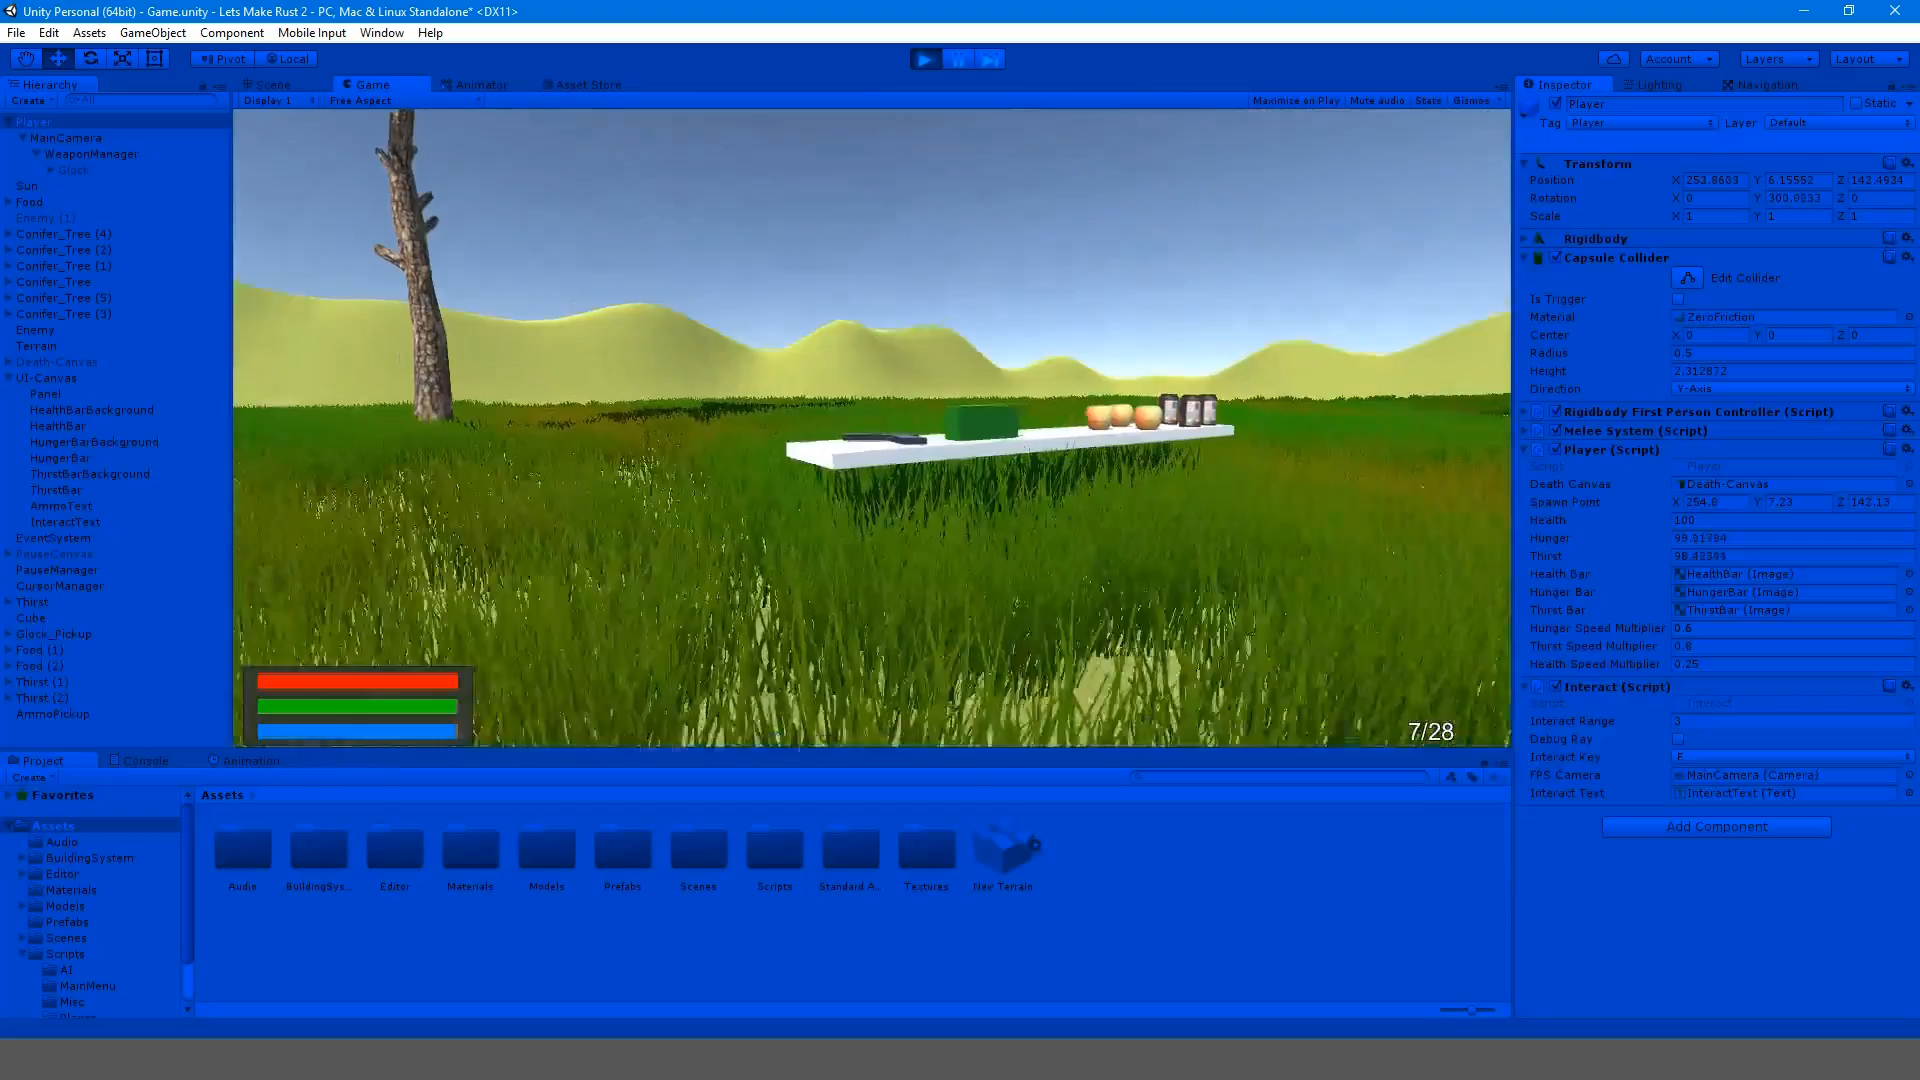 Unity Personal (64bit) - Game.unity - Lets Make Rust 2 - PC, Mac & Linux Standalone* <DX11>
File Edit Assets GameObject Component Mobile Input Window Help
Pivot Local Account Layers Layout
Hierarchy
Create All
Player
MainCamera
WeaponManager
Glock
Sun
Food
Enemy (1)
Conifer_Tree (4)
Conifer_Tree (2)
Conifer_Tree (1)
Conifer_Tree
Conifer_Tree (5)
Conifer_Tree (3)
Enemy
Terrain
Death-Canvas
UI-Canvas
Panel
HealthBarBackground
HealthBar
HungerBarBackground
HungerBar
ThirstBarBackground
ThirstBar
AmmoText
InteractText
EventSystem
PauseCanvas
PauseManager
CursorManager
Thirst
Cube
Glock_Pickup
Food (1)
Food (2)
Thirst (1)
Thirst (2)
AmmoPickup
Scene Game Animator Asset Store
Display 1 Free Aspect Maximise on Play Mute audio Stats Gizmos
7/28
Inspector Lighting Navigation
Player Static
Tag Player Layer Default
Transform
Position X 253.8603 Y 6.15552 Z 142.4934
Rotation X 0 Y Z 0
Scale X 1 Y 1 Z 1
Rigidbody
Capsule Collider
Edit Collider
Is Trigger
Material ZeroFriction
Center X 0 Y 0 Z 0
Radius 0.5
Height 2.312872
Direction Y-Axis
Rigidbody First Person Controller (Script)
Melee System (Script)
Player (Script)
Script Player
Death Canvas Death-Canvas
Spawn Point X 254.8 Y 7.23 Z 142.13
Health 100
Hunger
Thirst
Health Bar HealthBar (Image)
Hunger Bar HungerBar (Image)
Thirst Bar ThirstBar (Image)
Hunger Speed Multiplier 0.6
Thirst Speed Multiplier 0.8
Health Speed Multiplier 0.25
Interact (Script)
Script Interact
Interact Range 3
Debug Ray
Interact Key F
FPS Camera MainCamera (Camera)
Interact Text InteractText (Text)
Add Component
Project Console Animation
Create
Favorites
Assets
Audio
BuildingSystem
Editor
Materials
Models
Prefabs
Scenes
Scripts
AI
MainMenu
Misc
Player
Assets
Audio BuildingSys... Editor Materials Models Prefabs Scenes Scripts Standard A... Textures New Terrain